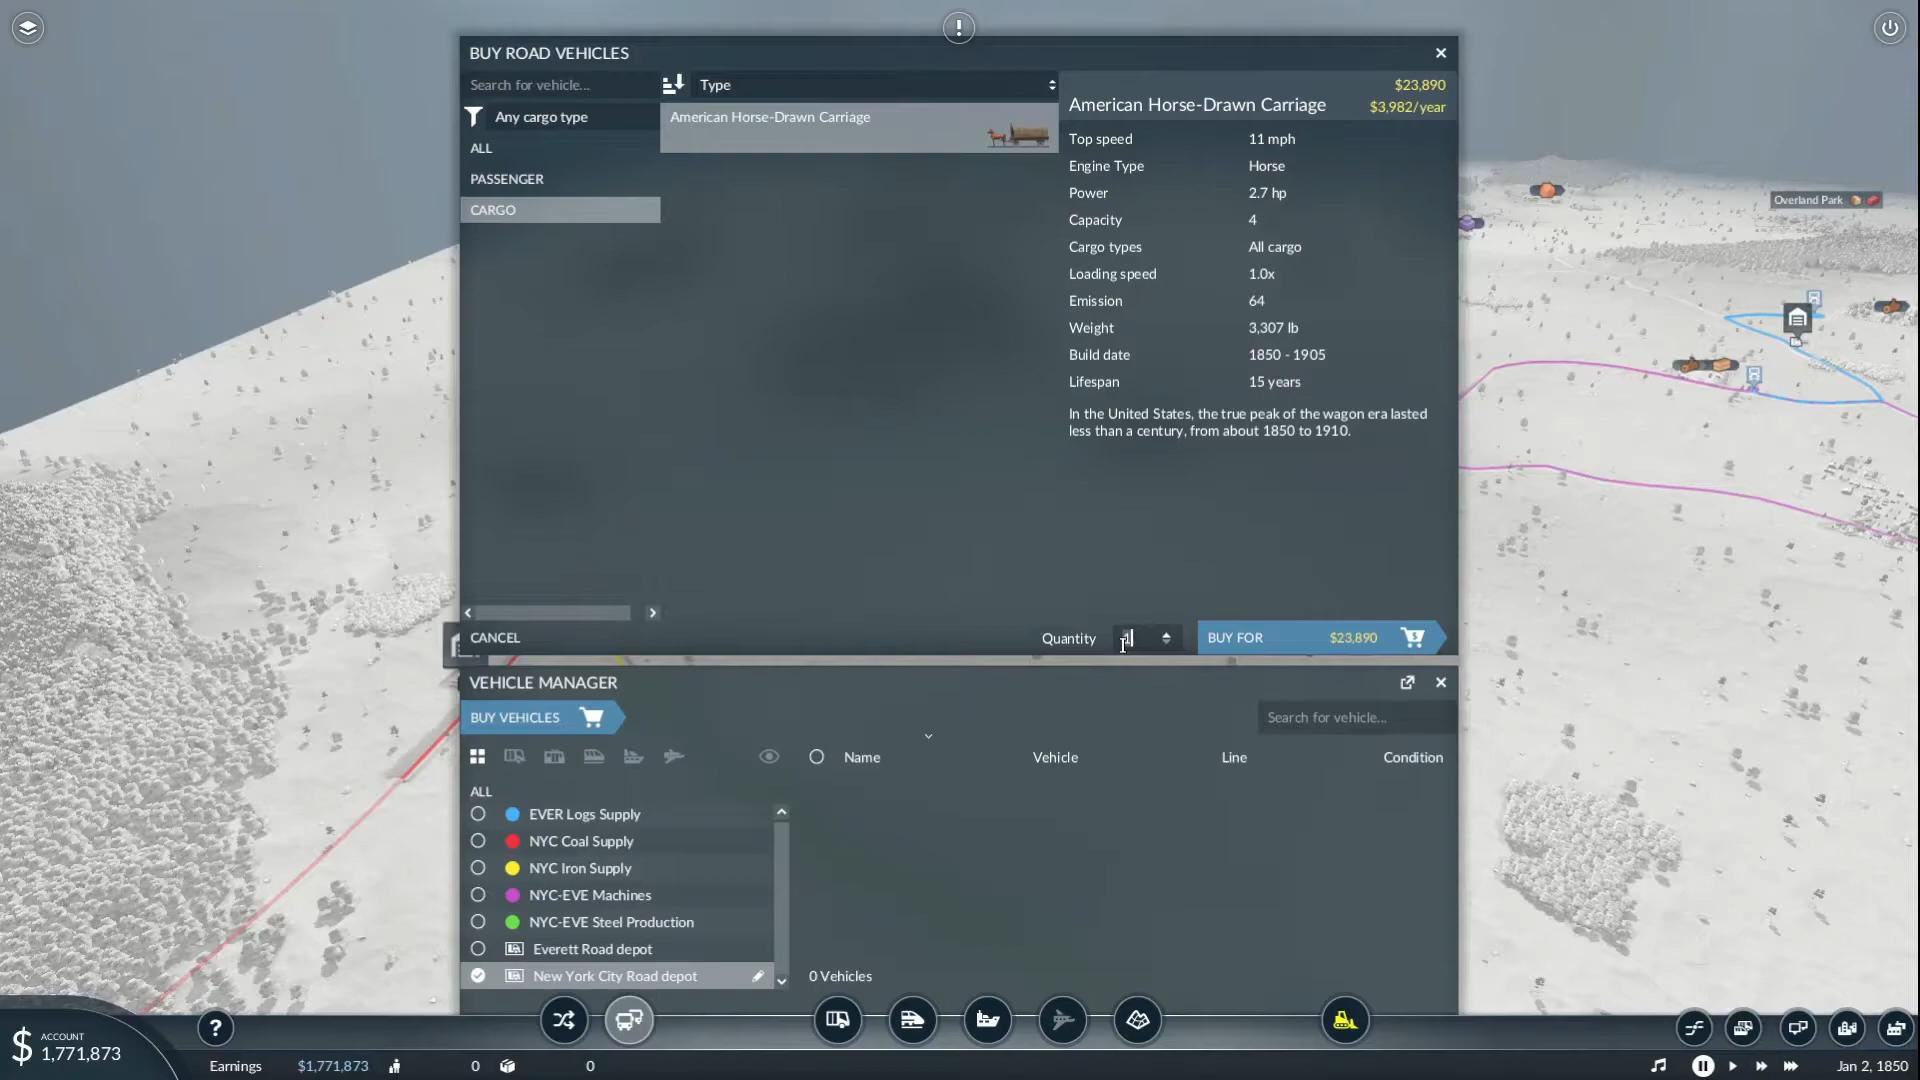 BUY ROAD VEHICLES
Search for vehicle...
Type
Any cargo type
American Horse-Drawn Carriage
ALL
PASSENGER
CARGO
$23,890
American Horse-Drawn Carriage
$3,982/year
Top speed 11 mph
Engine Type Horse
Power 2.7 hp
Capacity 4
Cargo types All cargo
Loading speed 1.0x
Emission 64
Weight 3,307 lb
Build date 1850 - 1905
Lifespan 15 years
In the United States, the true peak of the wagon era lasted
less than a century, from about 1850 to 1910.
Overland Park
CANCEL
Quantity 1
BUY FOR $23,890
VEHICLE MANAGER
BUY VEHICLES
Search for vehicle...
Name Vehicle Line Condition
ALL
EVER Logs Supply
NYC Coal Supply
NYC Iron Supply
NYC-EVE Machines
NYC-EVE Steel Production
Everett Road depot
New York City Road depot
0 Vehicles
$ ACCOUNT
1,771,873
?
Earnings $1,771,873 0 0
Jan 2, 1850